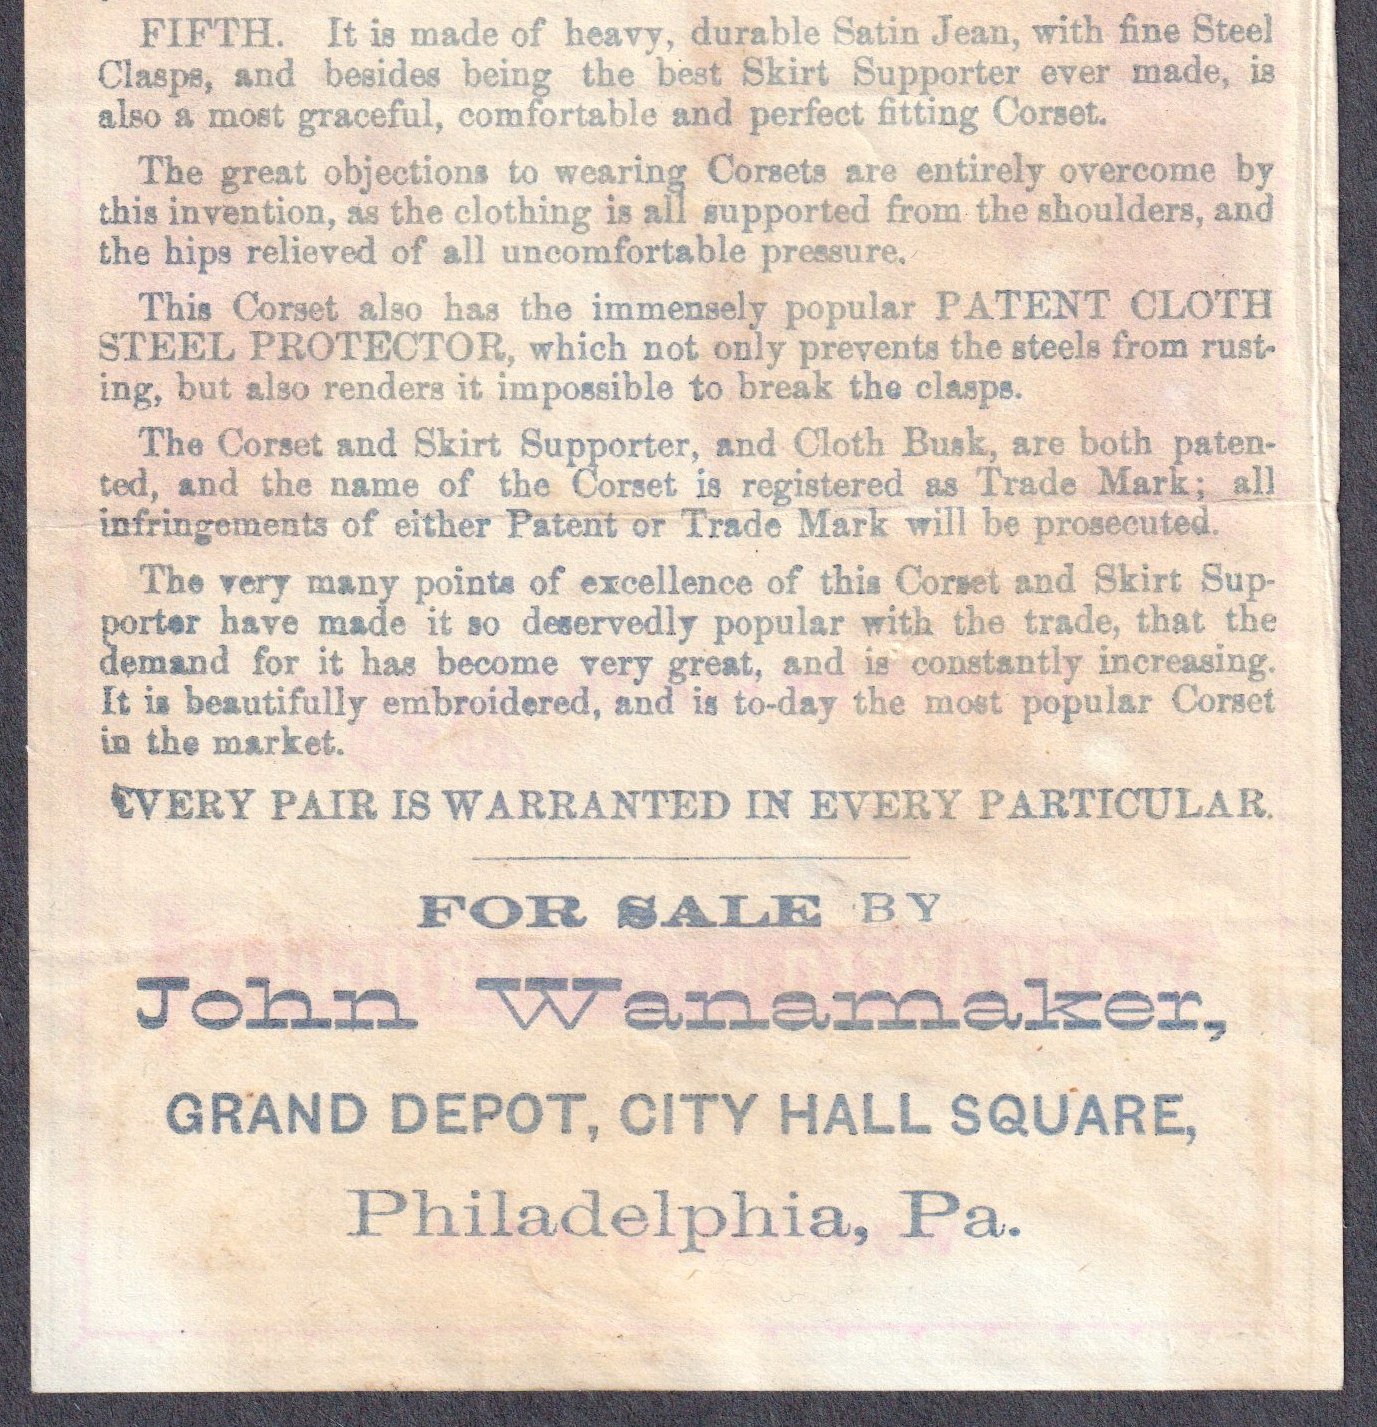 FIFTH. It is made of heavy, durable Satin Jean, with fine Steel
Clasps, and besides being the best Skirt Supporter ever made, is
also a most graceful, comfortable and perfect fitting Corset.
The great objections to wearing Corsets are entirely overcome by
this invention, as the clothing is all supported from the shoulders, and
the hips relieved of all uncomfortable pressure.
This Corset also has the immensely popular PATENT CLOTH
STEEL PROTECTOR, which not only prevents the steels from rust-
ing, but also renders it impossible to break the clasps.
The Corset and Skirt Supporter, and Cloth Busk, are both paten-
ted, and the name of the Corset is registered as Trade Mark; all
infringements of either Patent or Trade Mark will be prosecuted.
The very many points of excellence of this Corset and Skirt Sup-
porter have made it so deservedly popular with the trade, that the
demand for it has become very great, and is constantly increasing.
It is beautifully embroidered, and is to-day the most popular Corset
in the market.
EVERY PAIR IS WARRANTED IN EVERY PARTICULAR.
FOR SALE BY
John Wanamaker,
GRAND DEPOT, CITY HALL SQUARE,
Philadelphia, Pa.